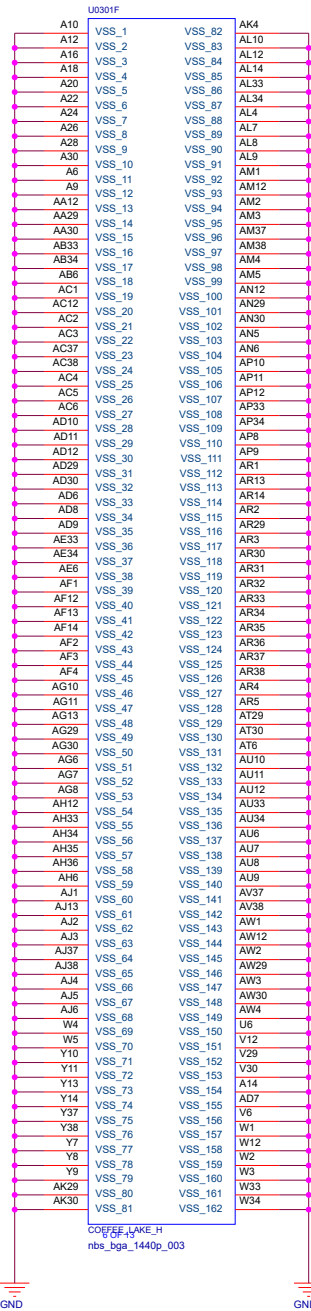 U0301F
A10 VSS_1 VSS_82 AK4
A12 VSS_2 VSS_83 AL10
A16 VSS_3 VSS_84 AL12
A18 VSS_4 VSS_85 AL14
A20 VSS_5 VSS_86 AL33
A22 VSS_6 VSS_87 AL34
A24 VSS_7 VSS_88 AL4
A26 VSS_8 VSS_89 AL7
A28 VSS_9 VSS_90 AL8
A30 VSS_10 VSS_91 AL9
A6 VSS_11 VSS_92 AM1
A9 VSS_12 VSS_93 AM12
AA12 VSS_13 VSS_94 AM2
AA29 VSS_14 VSS_95 AM3
AA30 VSS_15 VSS_96 AM37
AB33 VSS_16 VSS_97 AM38
AB34 VSS_17 VSS_98 AM4
AB6 VSS_18 VSS_99 AM5
AC1 VSS_19 VSS_100 AN12
AC12 VSS_20 VSS_101 AN29
AC2 VSS_21 VSS_102 AN30
AC3 VSS_22 VSS_103 AN5
AC37 VSS_23 VSS_104 AN6
AC38 VSS_24 VSS_105 AP10
AC4 VSS_25 VSS_106 AP11
AC5 VSS_26 VSS_107 AP12
AC6 VSS_27 VSS_108 AP33
AD10 VSS_28 VSS_109 AP34
AD11 VSS_29 VSS_110 AP8
AD12 VSS_30 VSS_111 AP9
AD29 VSS_31 VSS_112 AR1
AD30 VSS_32 VSS_113 AR13
AD6 VSS_33 VSS_114 AR14
AD8 VSS_34 VSS_115 AR2
AD9 VSS_35 VSS_116 AR29
AE33 VSS_36 VSS_117 AR3
AE34 VSS_37 VSS_118 AR30
AE6 VSS_38 VSS_119 AR31
AF1 VSS_39 VSS_120 AR32
AF12 VSS_40 VSS_121 AR33
AF13 VSS_41 VSS_122 AR34
AF14 VSS_42 VSS_123 AR35
AF2 VSS_43 VSS_124 AR36
AF3 VSS_44 VSS_125 AR37
AF4 VSS_45 VSS_126 AR38
AG10 VSS_46 VSS_127 AR4
AG11 VSS_47 VSS_128 AR5
AG13 VSS_48 VSS_129 AT29
AG29 VSS_49 VSS_130 AT30
AG30 VSS_50 VSS_131 AT6
AG6 VSS_51 VSS_132 AU10
AG7 VSS_52 VSS_133 AU11
AG8 VSS_53 VSS_134 AU12
AH12 VSS_54 VSS_135 AU33
AH33 VSS_55 VSS_136 AU34
AH34 VSS_56 VSS_137 AU6
AH35 VSS_57 VSS_138 AU7
AH36 VSS_58 VSS_139 AU8
AH6 VSS_59 VSS_140 AU9
AJ1 VSS_60 VSS_141 AV37
AJ13 VSS_61 VSS_142 AV38
AJ2 VSS_62 VSS_143 AW1
AJ3 VSS_63 VSS_144 AW12
AJ37 VSS_64 VSS_145 AW2
AJ38 VSS_65 VSS_146 AW29
AJ4 VSS_66 VSS_147 AW3
AJ5 VSS_67 VSS_148 AW30
AJ6 VSS_68 VSS_149 AW4
W4 VSS_69 VSS_150 U6
W5 VSS_70 VSS_151 V12
Y10 VSS_71 VSS_152 V29
Y11 VSS_72 VSS_153 V30
Y13 VSS_73 VSS_154 A14
Y14 VSS_74 VSS_155 AD7
Y37 VSS_75 VSS_156 V6
Y38 VSS_76 VSS_157 W1
Y7 VSS_77 VSS_158 W12
Y8 VSS_78 VSS_159 W2
Y9 VSS_79 VSS_160 W3
AK29 VSS_80 VSS_161 W33
AK30 VSS_81 VSS_162 W34
COFFEE_LAKE_H
6 OF 13
nbs_bga_1440p_003
GND GND